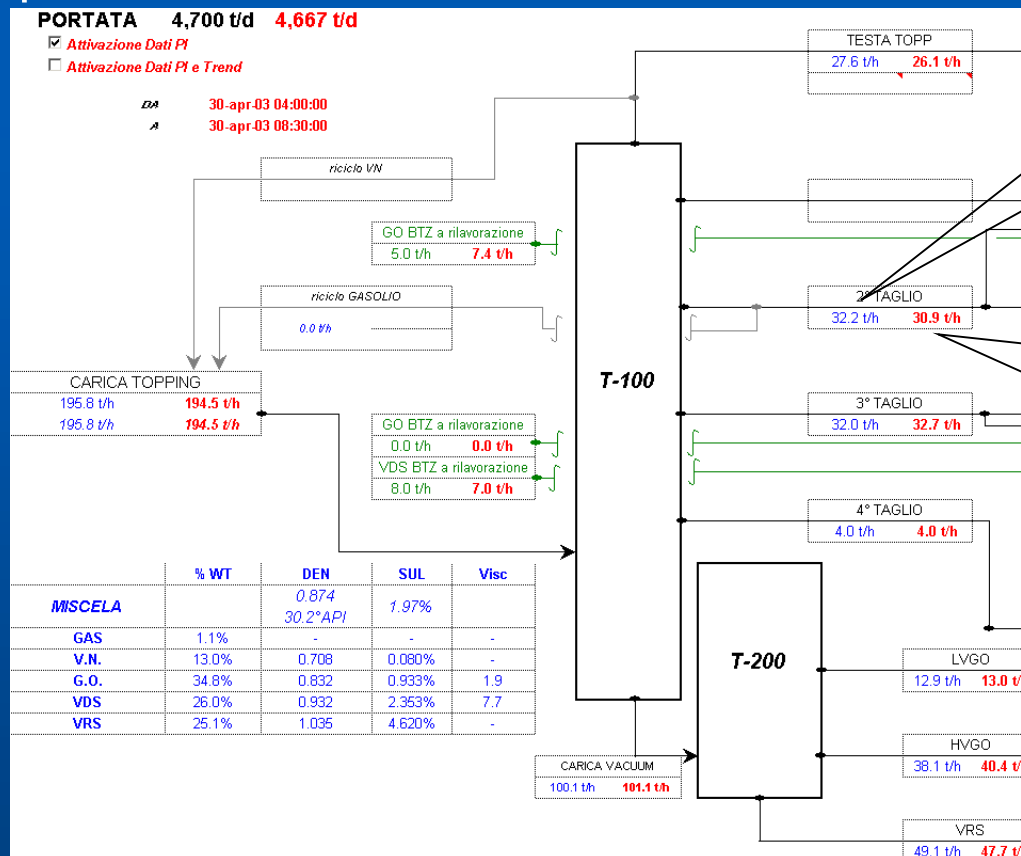 PORTATA 4,700 t/d 4,667 t/d
Attivazione Dati PI
Attivazione Dati PI e Trend
DA 30-apr-03 04:00:00
A 30-apr-03 08:30:00
TESTA TOPP
27.6 t/h 26.1 t/h
riciclo VN
GO BTZ a rilavorazione
5.0 t/h 7.4 t/h
riciclo GASOLIO
0.0 t/h
2° TAGLIO
32.2 t/h 30.9 t/h
T-100
CARICA TOPPING
195.8 t/h 194.5 t/h
195.8 t/h 194.5 t/h
3° TAGLIO
32.0 t/h 32.7 t/h
GO BTZ a rilavorazione
0.0 t/h 0.0 t/h
VDS BTZ a rilavorazione
8.0 t/h 7.0 t/h
4° TAGLIO
4.0 t/h 4.0 t/h
% WT DEN SUL Visc
MISCELA 0.874 1.97%
30.2°API
GAS 1.1% - - -
V.N. 13.0% 0.708 0.080% -
G.O. 34.8% 0.832 0.933% 1.9
VDS 26.0% 0.932 2.353% 7.7
VRS 25.1% 1.035 4.620% -
T-200
LVGO
12.9 t/h 13.0 t/
HVGO
38.1 t/h 40.4 t/
CARICA VACUUM
100.1 t/h 101.1 t/h
VRS
49.1 t/h 47.7 t/